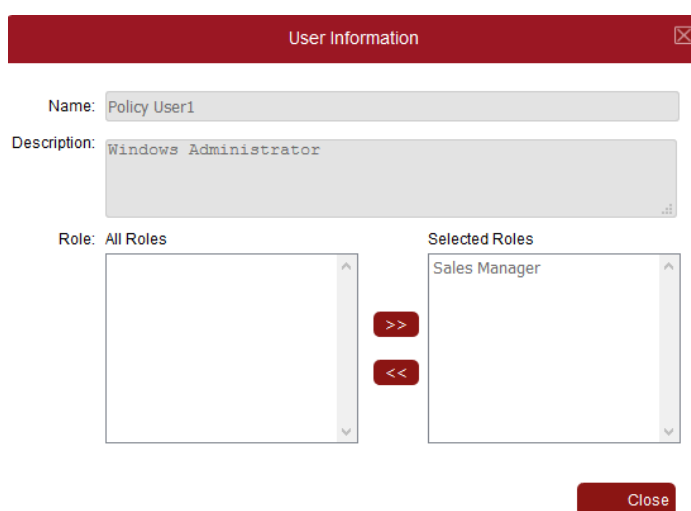 User Information
Name: Policy User1
Description: Windows Administrator
Role: All Roles Selected Roles
Sales Manager
>>
<<
Close